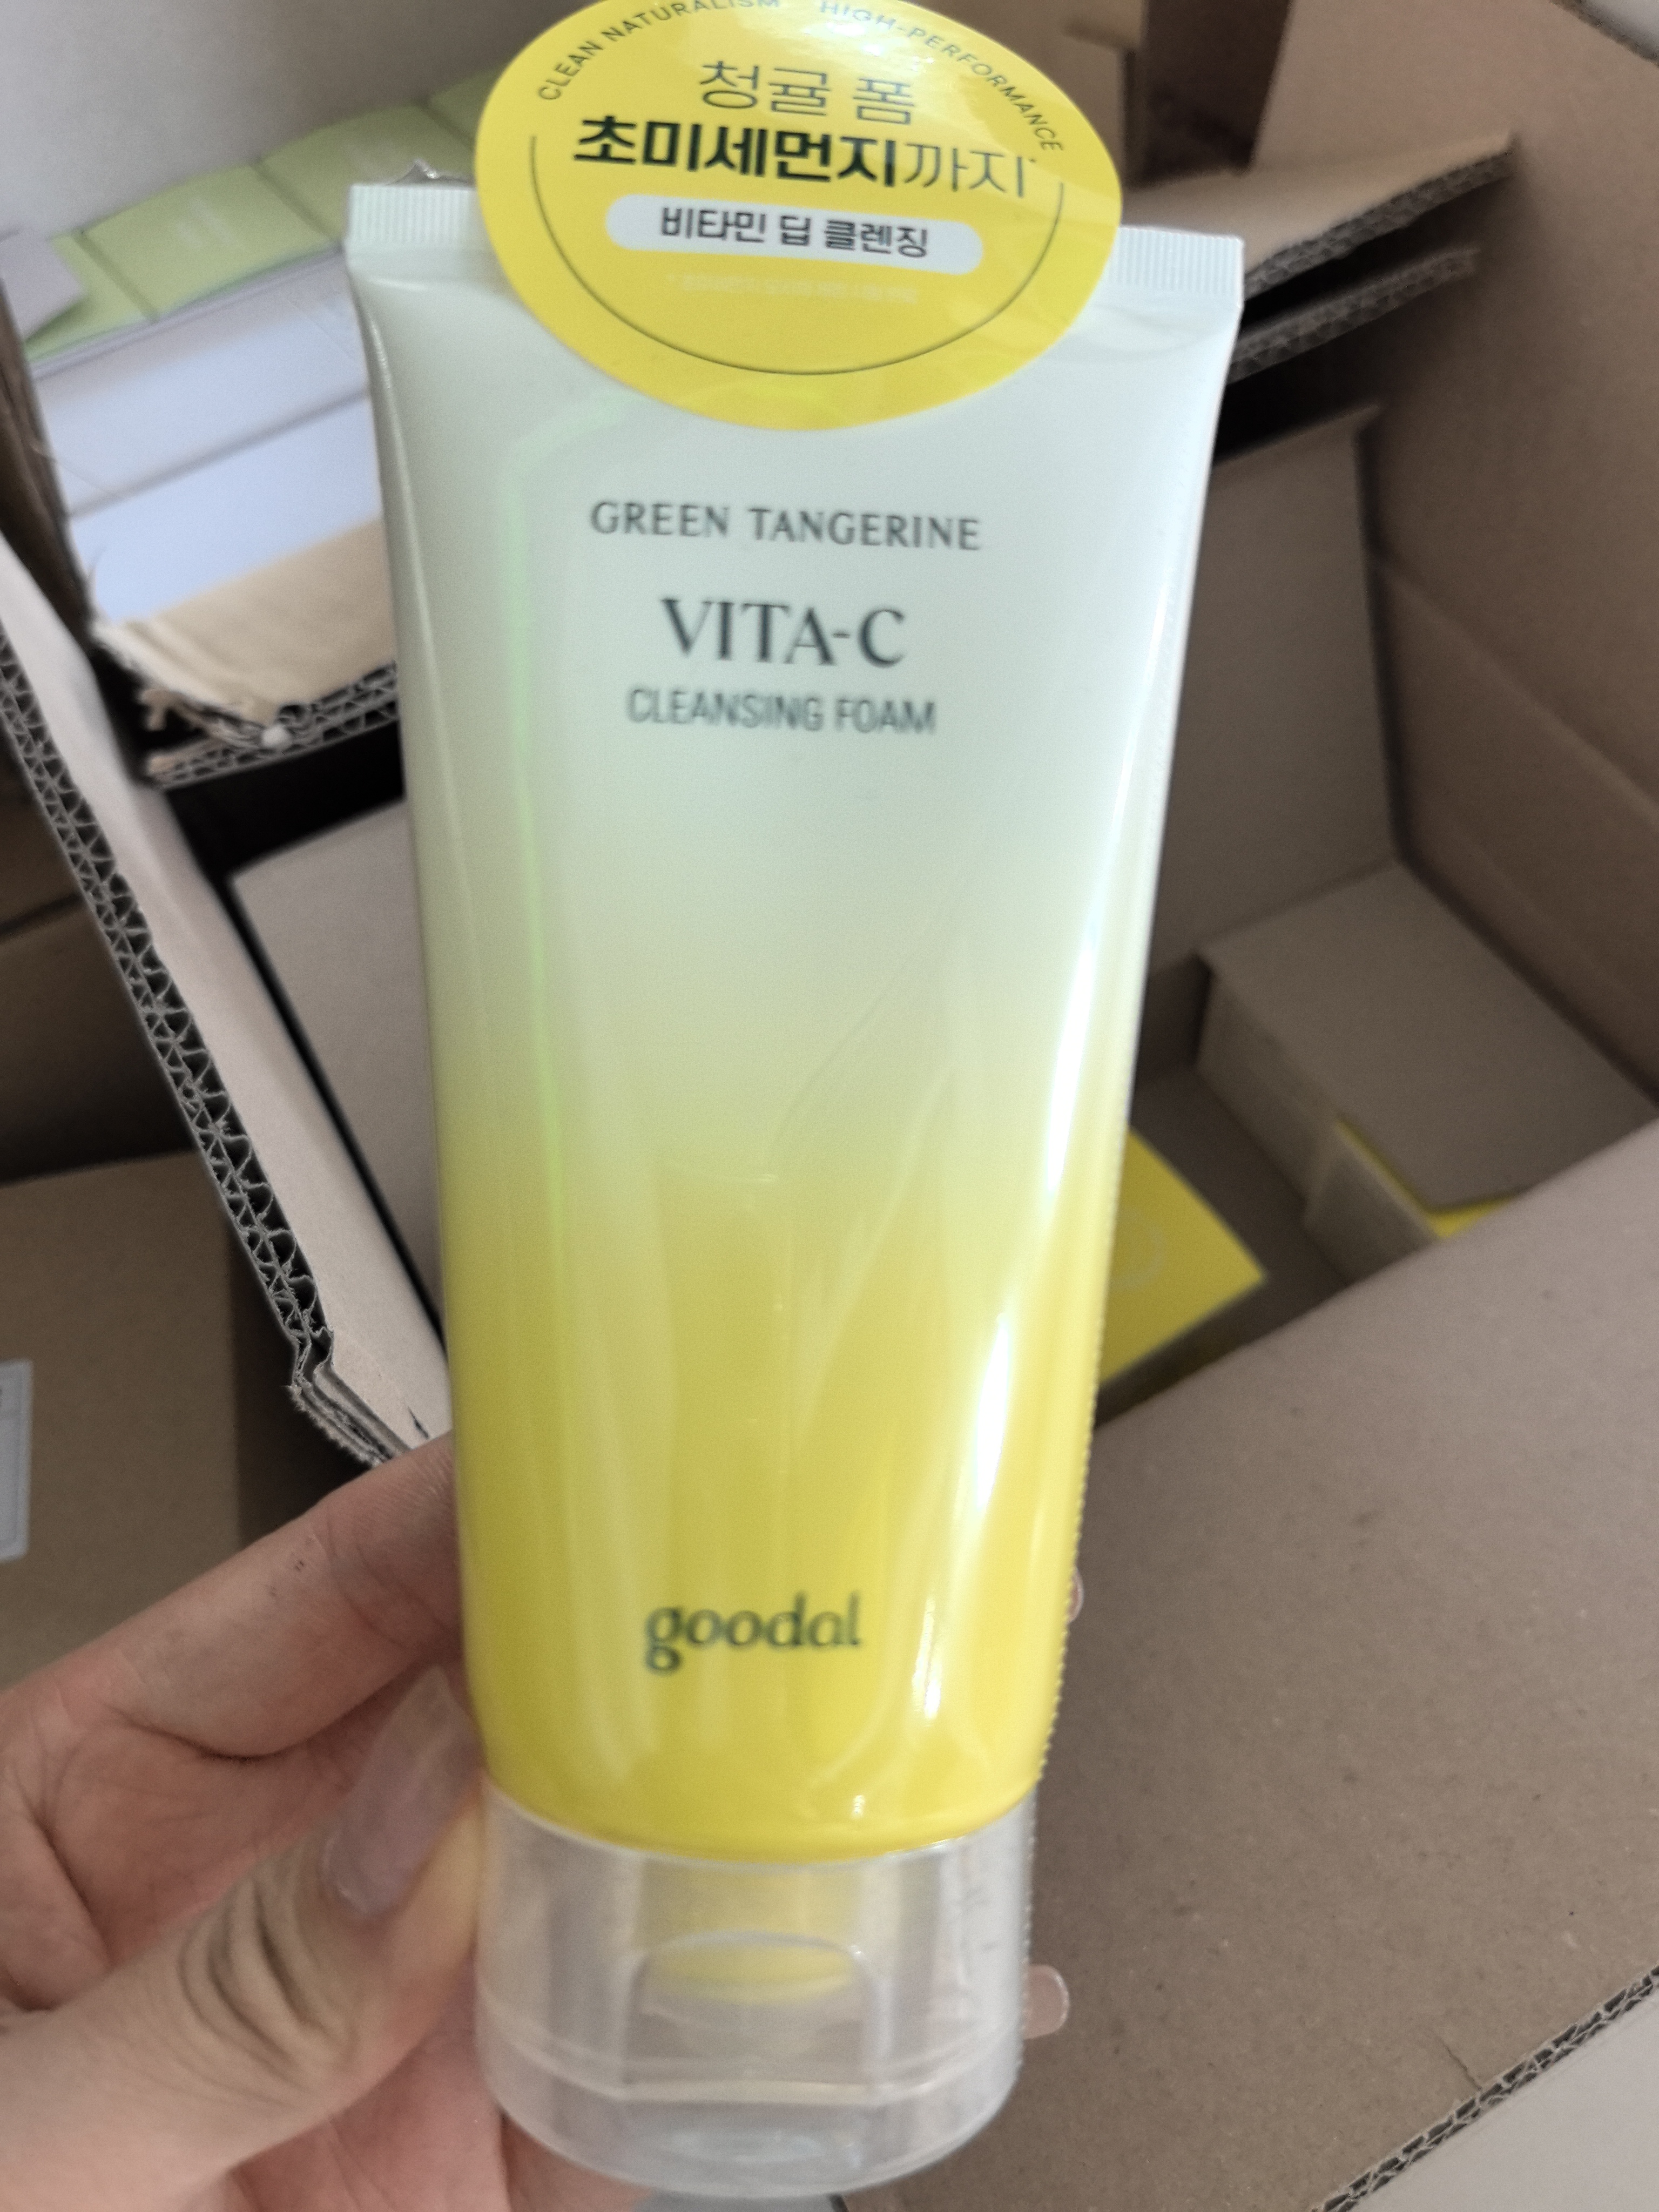 CLEAN NATURALISM HIGH-PERFORMANCE
청귤 폼
초미세먼지까지*
비타민 딥 클렌징
GREEN TANGERINE
VITA-C
CLEANSING FOAM
goodal